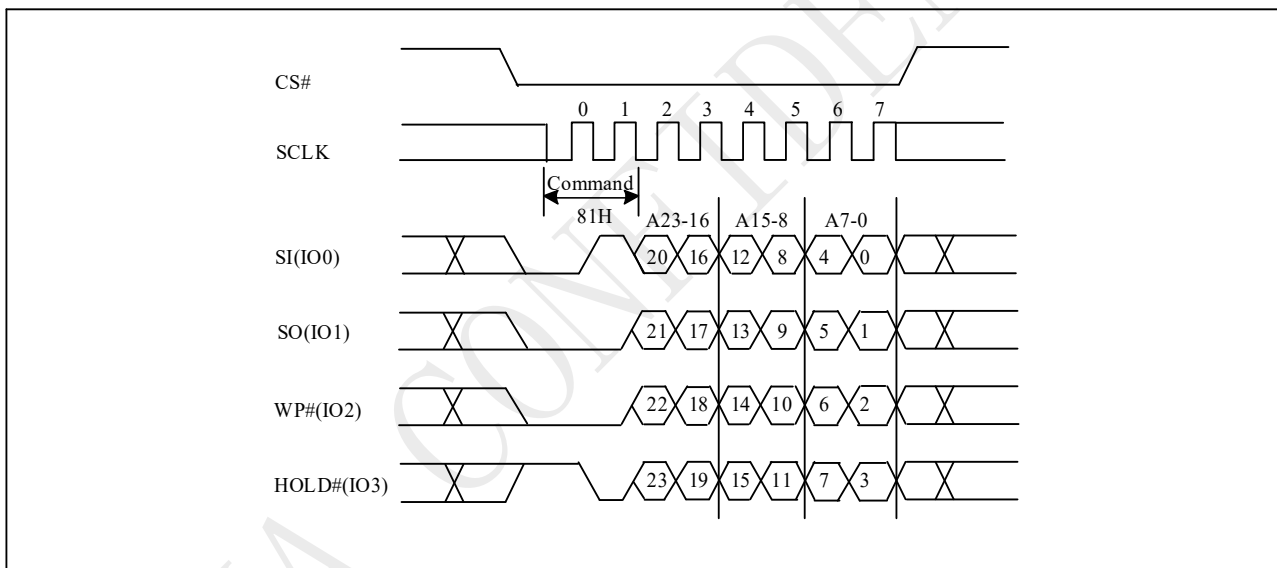 CS#
0 1 2 3 4 5 6 7
SCLK
Command
81H
A23-16 A15-8 A7-0
SI(IO0)
20 16 12 8 4 0
SO(IO1)
21 17 13 9 5 1
WP#(IO2)
22 18 14 10 6 2
HOLD#(IO3)
23 19 15 11 7 3